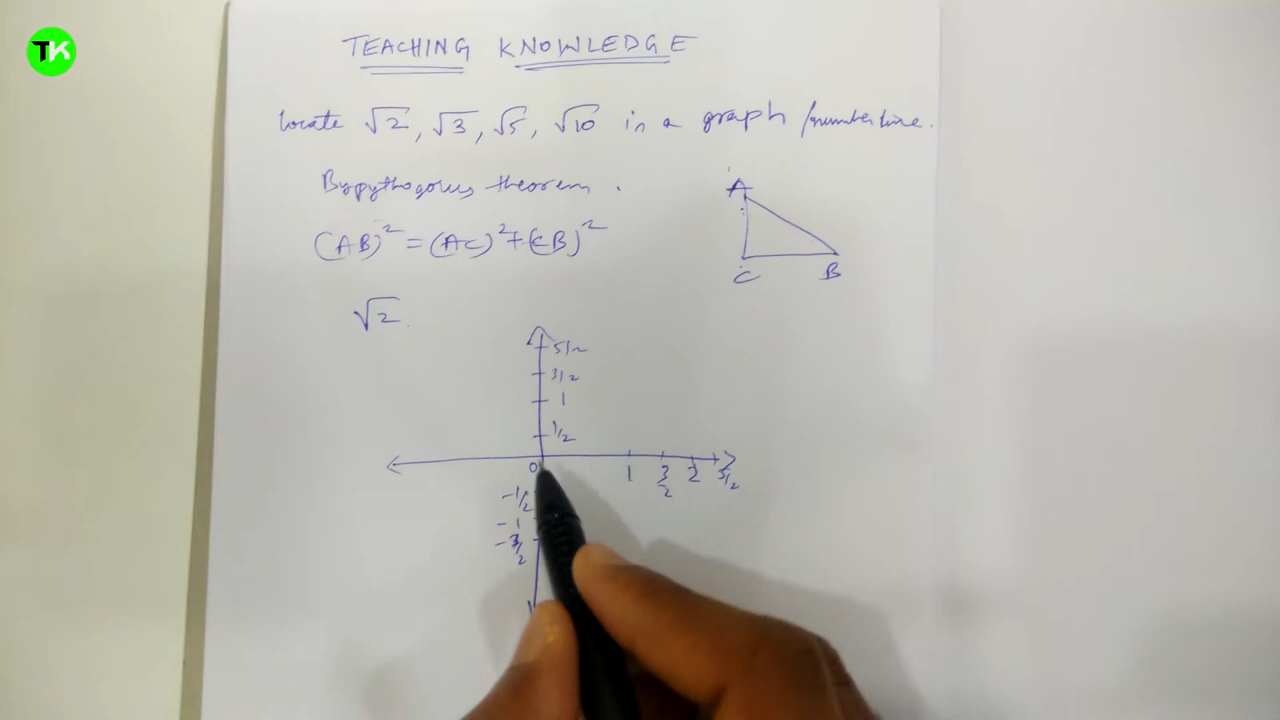 TK
TEACHING KNOWLEDGE
locate √2, √3, √5, √10 in a graph /numberline.
By pythogorus theorem.
(AB)² = (AC)² + (CB)²
A
C B
√2
5/2
3/2
1
1/2
0 1 3/2 2 5/2
-1/2
-1
-3/2